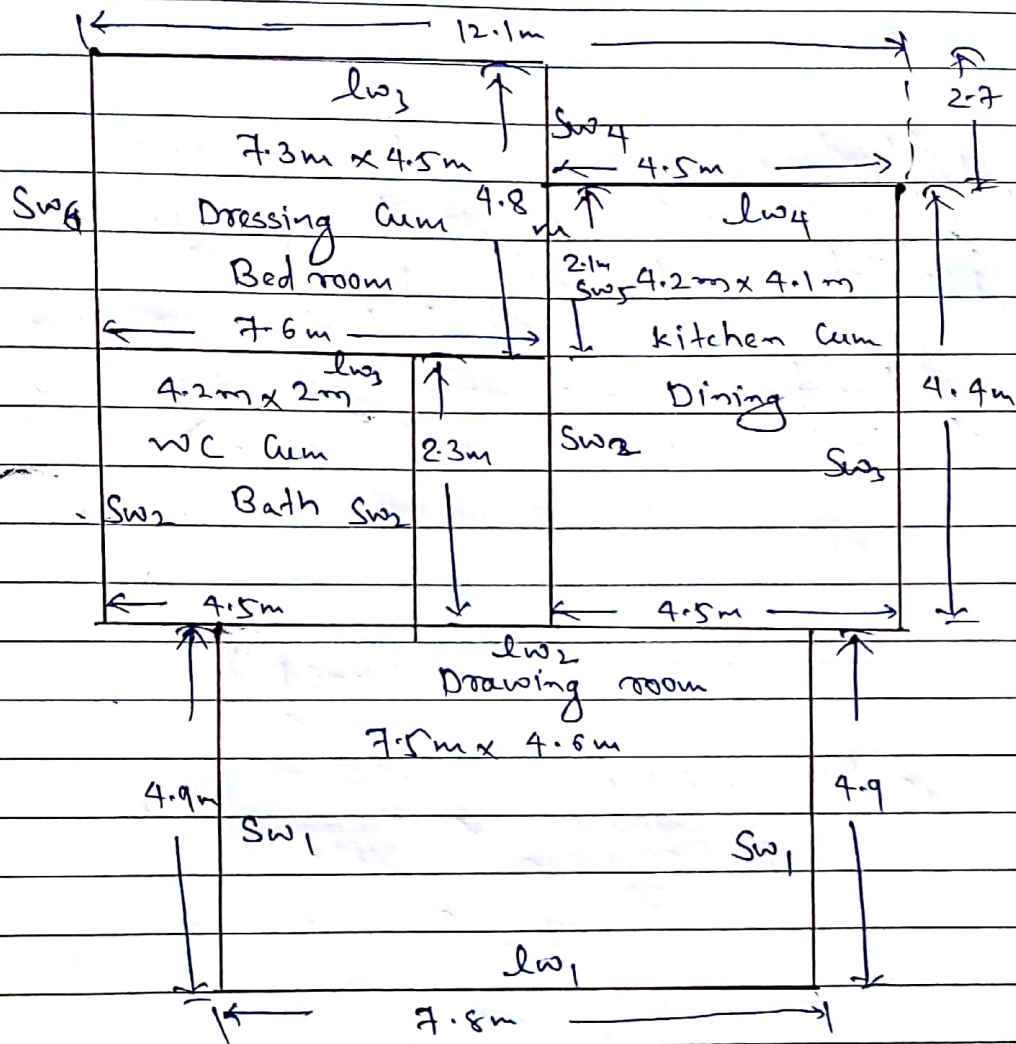 12.1m
2.7
lw3
Sw4
7.3m x 4.5m
4.5m
Sw6
Dressing Cum
4.8
m
lw4
Bed room
2.1m
Sw5
4.2m x 4.1m
7.6m
kitchen Cum
lw3
4.2m x 2m
Dining
4.4m
WC Cum
2.3m
Sw2
Sw3
Sw2
Bath
Sw2
4.5m
4.5m
lw2
Drawing room
7.5m x 4.6m
4.9m
4.9
Sw1
Sw1
lw1
7.8m